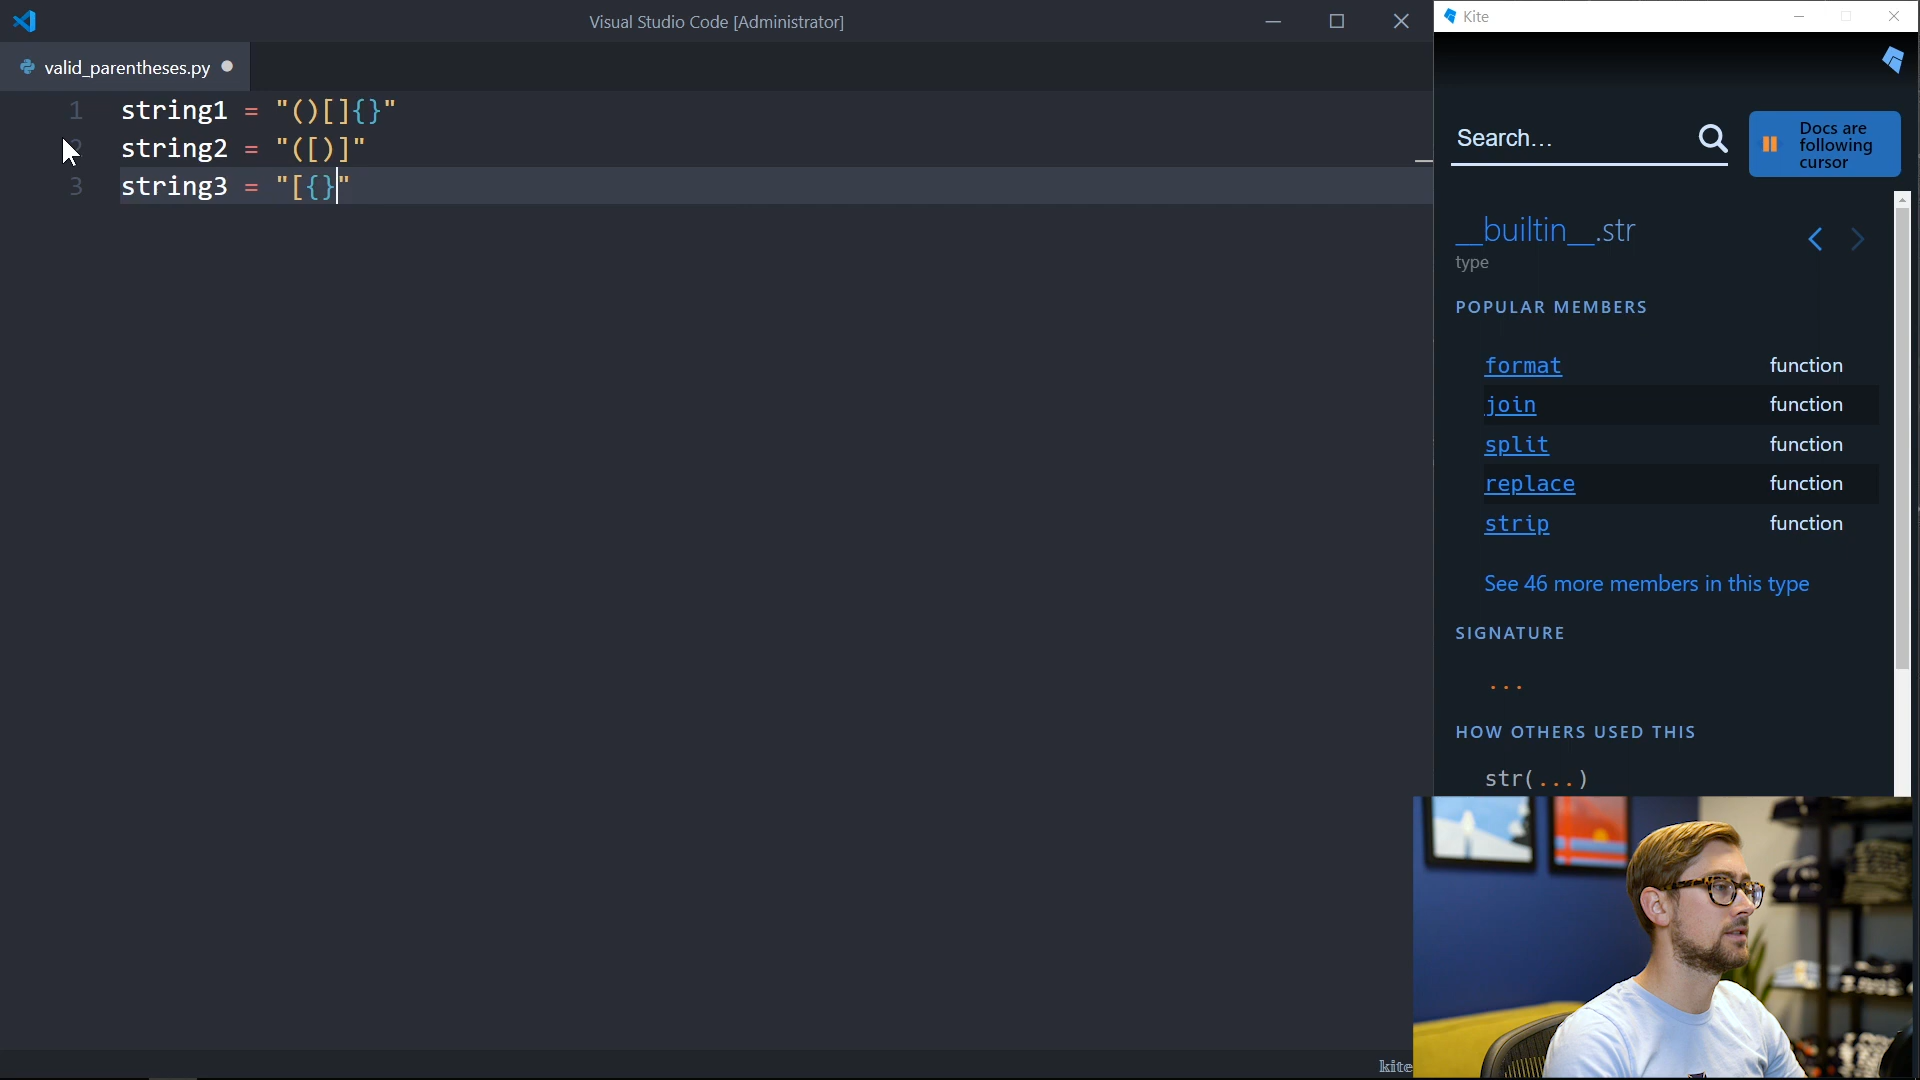 Visual Studio Code [Administrator]
valid_parentheses.py
1 string1 = "()[]{}"
2 string2 = "([)]"
3 string3 = "[{}"
kite
Kite
Search...
Docs are
following
cursor
__builtin__.str
type
POPULAR MEMBERS
format function
join function
split function
replace function
strip function
See 46 more members in this type
SIGNATURE
...
HOW OTHERS USED THIS
str(...)